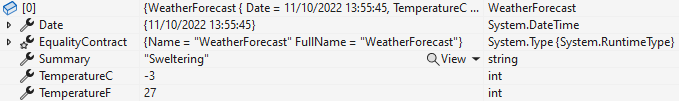 [0] {WeatherForecast { Date = 11/10/2022 13:55:45, TemperatureC ... WeatherForecast
Date {11/10/2022 13:55:45} System.DateTime
EqualityContract {Name = "WeatherForecast" FullName = "WeatherForecast"} System.Type {System.RuntimeType}
Summary "Sweltering" View string
TemperatureC -3 int
TemperatureF 27 int